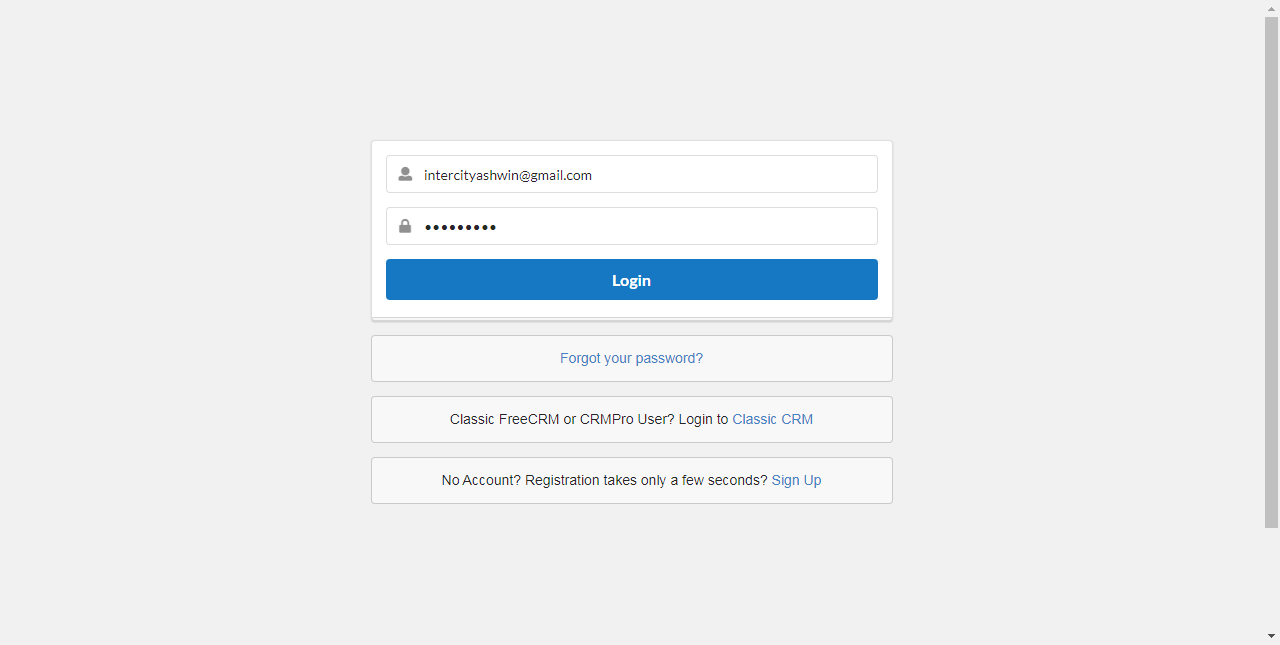 intercityashwin@gmail.com
•••••••••
Login
Forgot your password?
Classic FreeCRM or CRMPro User? Login to Classic CRM
No Account? Registration takes only a few seconds? Sign Up